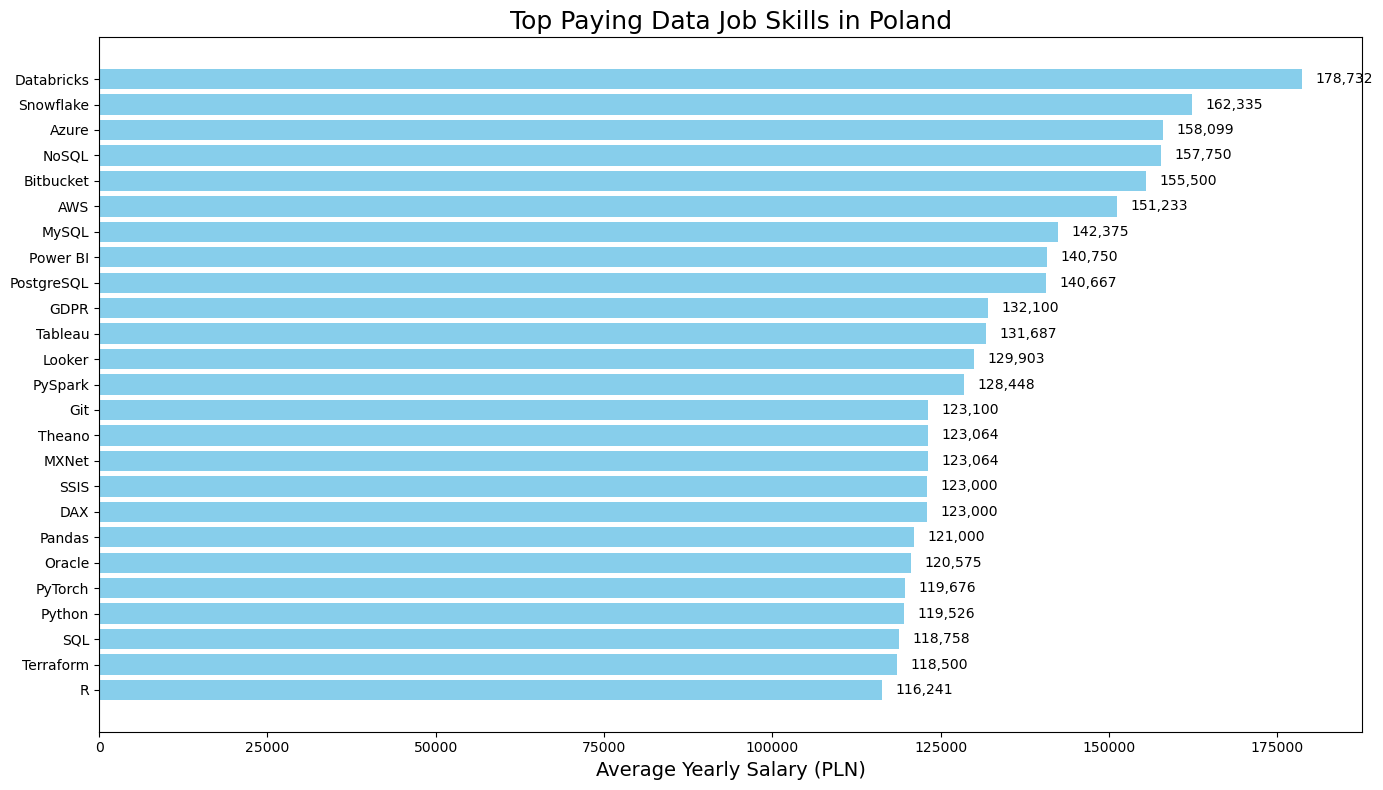 Top Paying Data Job Skills in Poland
Databricks 178,732
Snowflake 162,335
Azure 158,099
NoSQL 157,750
Bitbucket 155,500
AWS 151,233
MySQL 142,375
Power BI 140,750
PostgreSQL 140,667
GDPR 132,100
Tableau 131,687
Looker 129,903
PySpark 128,448
Git 123,100
Theano 123,064
MXNet 123,064
SSIS 123,000
DAX 123,000
Pandas 121,000
Oracle 120,575
PyTorch 119,676
Python 119,526
SQL 118,758
Terraform 118,500
R 116,241
0 25000 50000 75000 100000 125000 150000 175000
Average Yearly Salary (PLN)